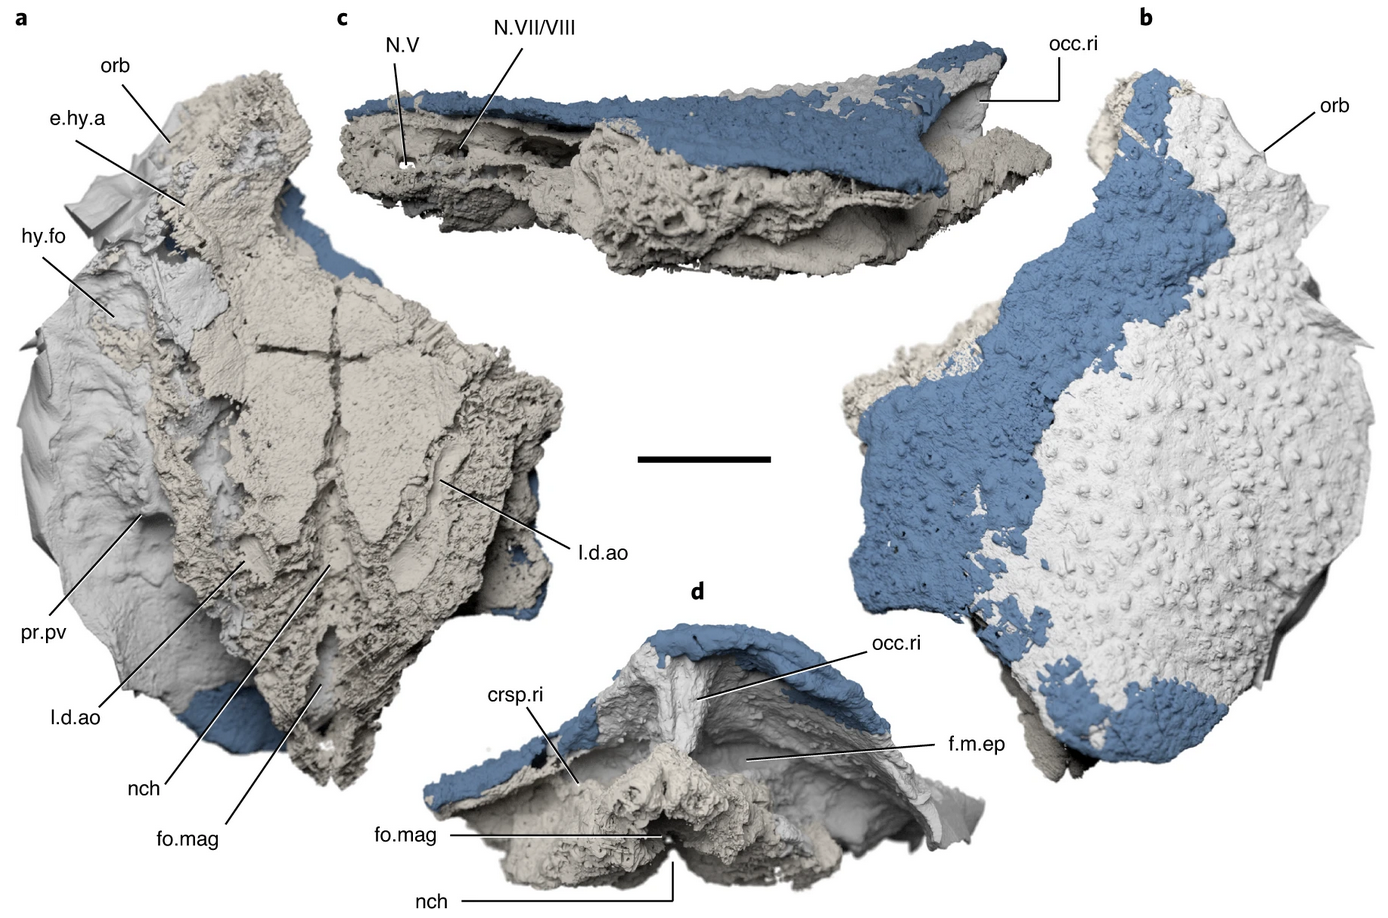 a
c
b
N.VII/VIII
N.V
occ.ri
orb
orb
e.hy.a
hy.fo
l.d.ao
pr.pv
d
occ.ri
crsp.ri
l.d.ao
f.m.ep
nch
fo.mag
fo.mag
nch